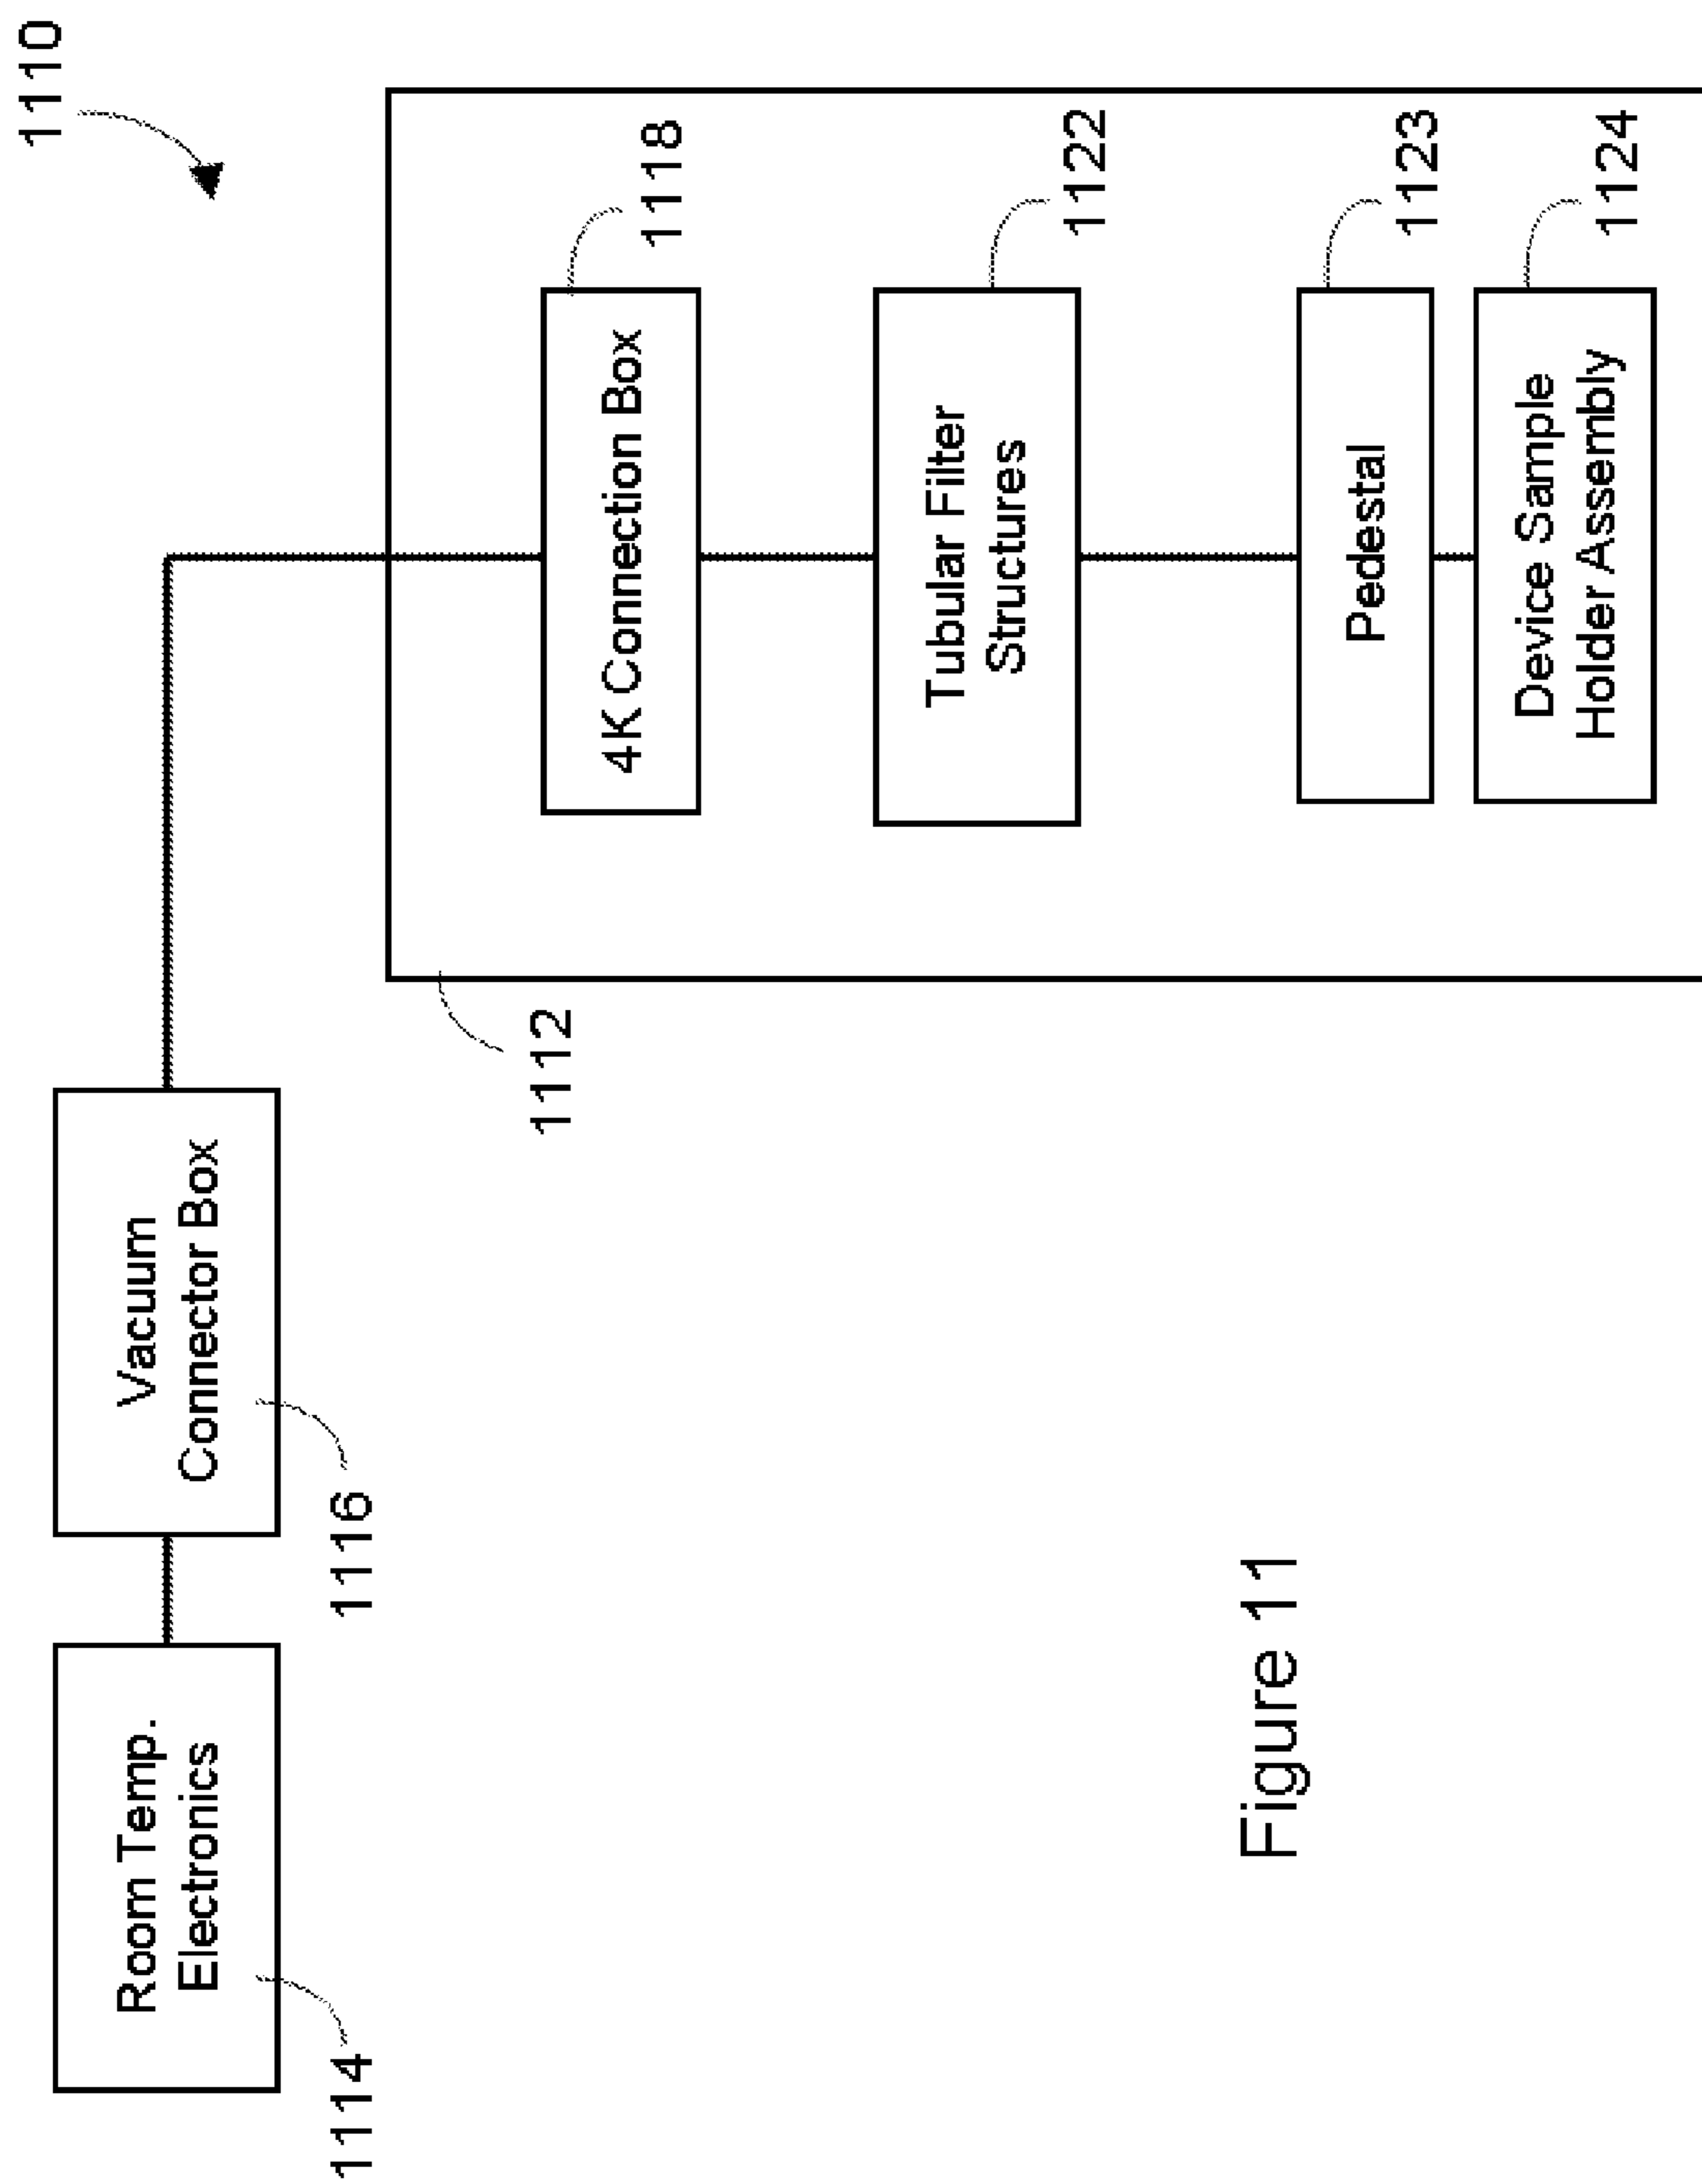 1110
Room Temp.
Electronics
1114
Vacuum
Connector Box
1116
1112
4K Connection Box
1118
Tubular Filter
Structures
1122
Pedestal
1123
Device Sample
Holder Assembly
1124
Figure 11